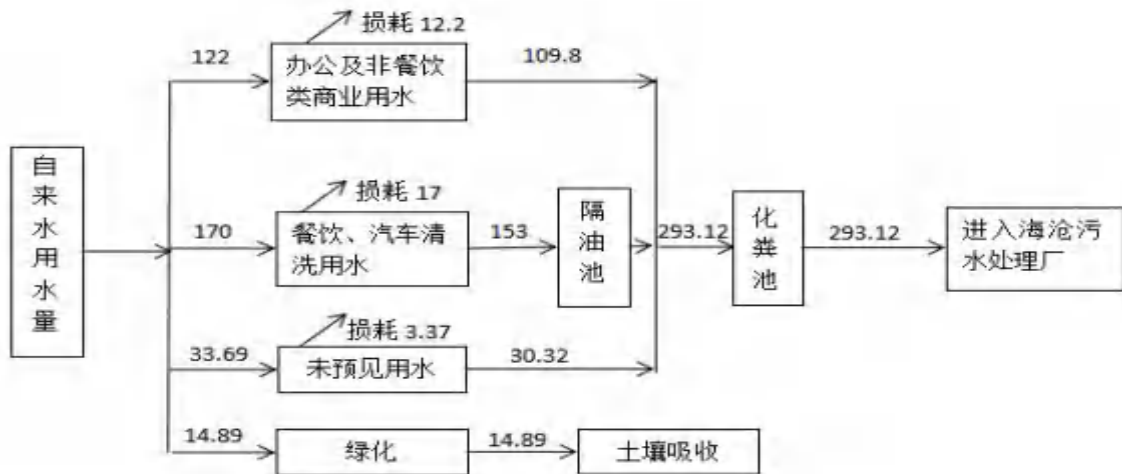 损耗 12.2
122
办公及非餐饮
类商业用水
109.8
自来水用水量
损耗 17
170
餐饮、汽车清
洗用水
153
隔油池
293.12
化粪池
293.12
进入海沧污
水处理厂
损耗 3.37
33.69
未预见用水
30.32
14.89
绿化
14.89
土壤吸收